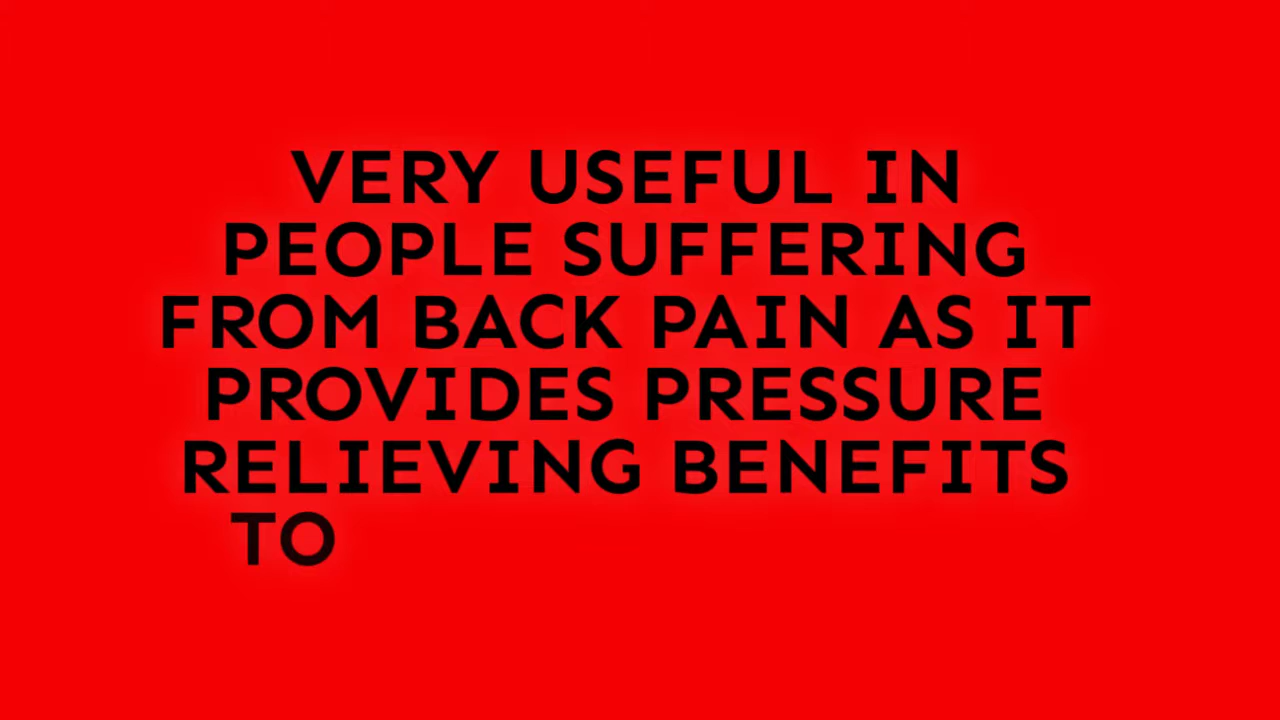 VERY USEFUL IN
PEOPLE SUFFERING
FROM BACK PAIN AS IT
PROVIDES PRESSURE
RELIEVING BENEFITS
TO